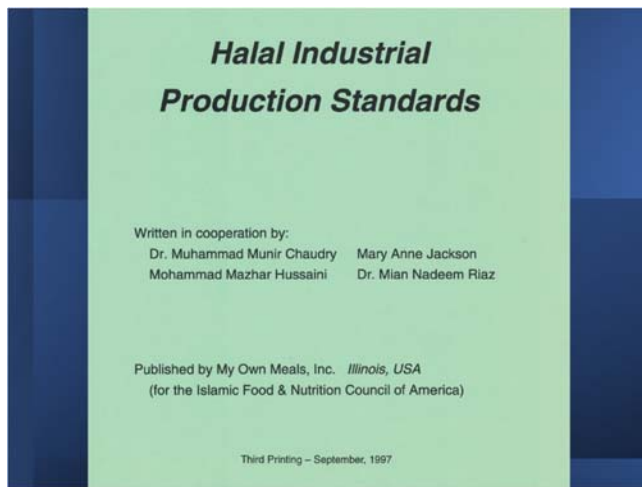 Halal Industrial
Production Standards
Written in cooperation by:
Dr. Muhammad Munir Chaudry Mary Anne Jackson
Mohammad Mazhar Hussaini Dr. Mian Nadeem Riaz
Published by My Own Meals, Inc. Illinois, USA
(for the Islamic Food & Nutrition Council of America)
Third Printing – September, 1997